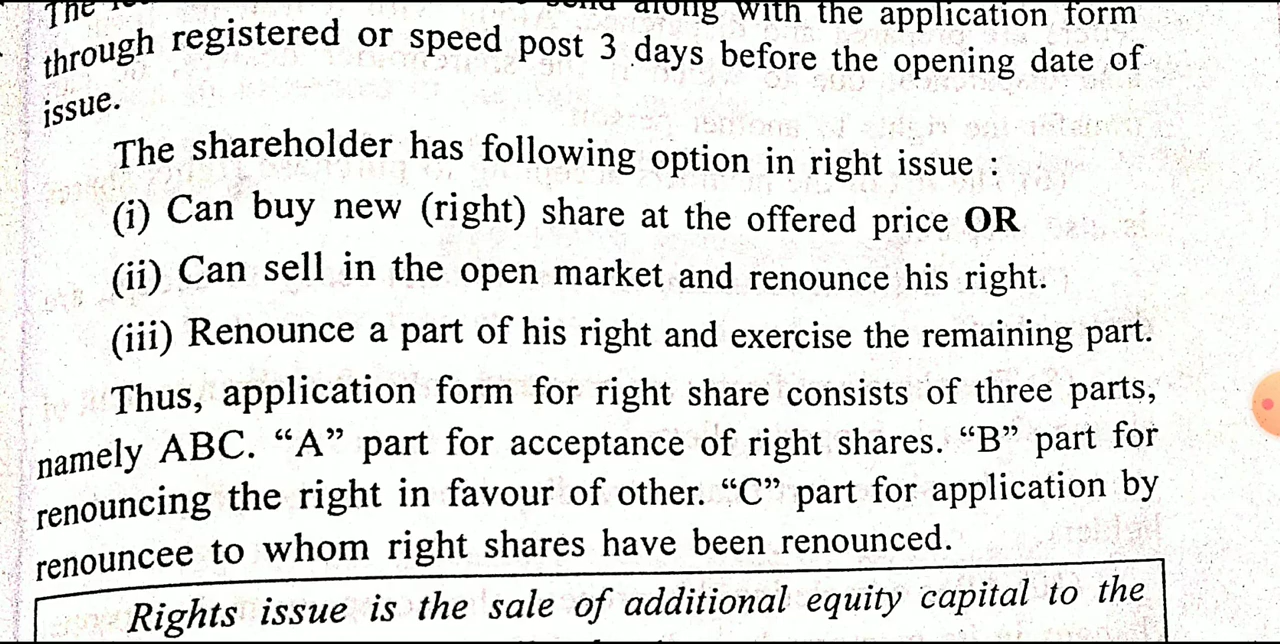 The
along with the application form
through registered or speed post 3 days before the opening date of
issue.
The shareholder has following option in right issue :
(i) Can buy new (right) share at the offered price OR
(ii) Can sell in the open market and renounce his right.
(iii) Renounce a part of his right and exercise the remaining part.
Thus, application form for right share consists of three parts,
namely ABC. “A” part for acceptance of right shares. “B” part for
renouncing the right in favour of other. “C” part for application by
renouncee to whom right shares have been renounced.
Rights issue is the sale of additional equity capital to the